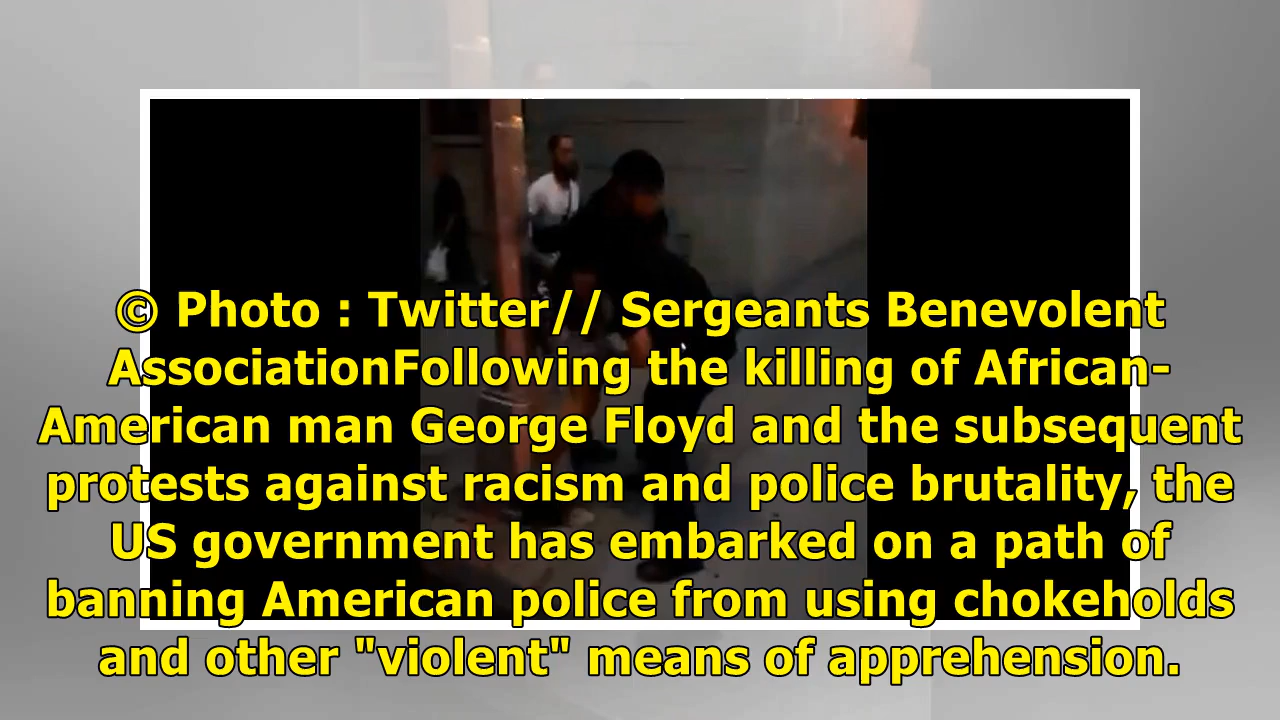 © Photo : Twitter// Sergeants Benevolent
AssociationFollowing the killing of African-
American man George Floyd and the subsequent
protests against racism and police brutality, the
US government has embarked on a path of
banning American police from using chokeholds
and other "violent" means of apprehension.